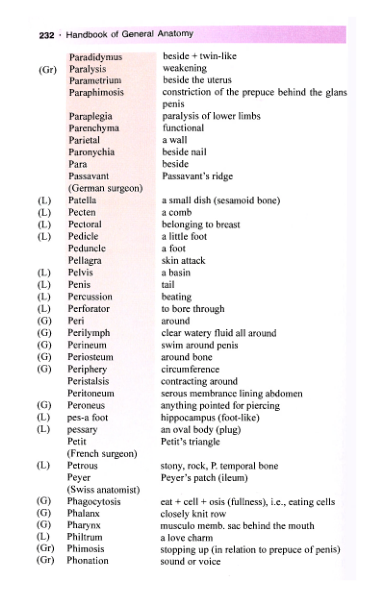 232 · Handbook of General Anatomy
Paradidymus beside + twin-like
(Gr) Paralysis weakening
Parametrium beside the uterus
Paraphimosis constriction of the prepuce behind the glans
penis
Paraplegia paralysis of lower limbs
Parenchyma functional
Parietal a wall
Paronychia beside nail
Para beside
Passavant Passavant's ridge
(German surgeon)
(L) Patella a small dish (sesamoid bone)
(L) Pecten a comb
(L) Pectoral belonging to breast
(L) Pedicle a little foot
Peduncle a foot
Pellagra skin attack
(L) Pelvis a basin
(L) Penis tail
(L) Percussion beating
(L) Perforator to bore through
(G) Peri around
(G) Perilymph clear watery fluid all around
(G) Perineum swim around penis
(G) Periosteum around bone
(G) Periphery circumference
Peristalsis contracting around
Peritoneum serous membrance lining abdomen
(G) Peroneus anything pointed for piercing
(L) pes-a foot hippocampus (foot-like)
(L) pessary an oval body (plug)
Petit Petit's triangle
(French surgeon)
(L) Petrous stony, rock, P. temporal bone
Peyer Peyer's patch (ileum)
(Swiss anatomist)
(G) Phagocytosis eat + cell + osis (fullness), i.e., eating cells
(G) Phalanx closely knit row
(G) Pharynx musculo memb. sac behind the mouth
(L) Philtrum a love charm
(Gr) Phimosis stopping up (in relation to prepuce of penis)
(Gr) Phonation sound or voice